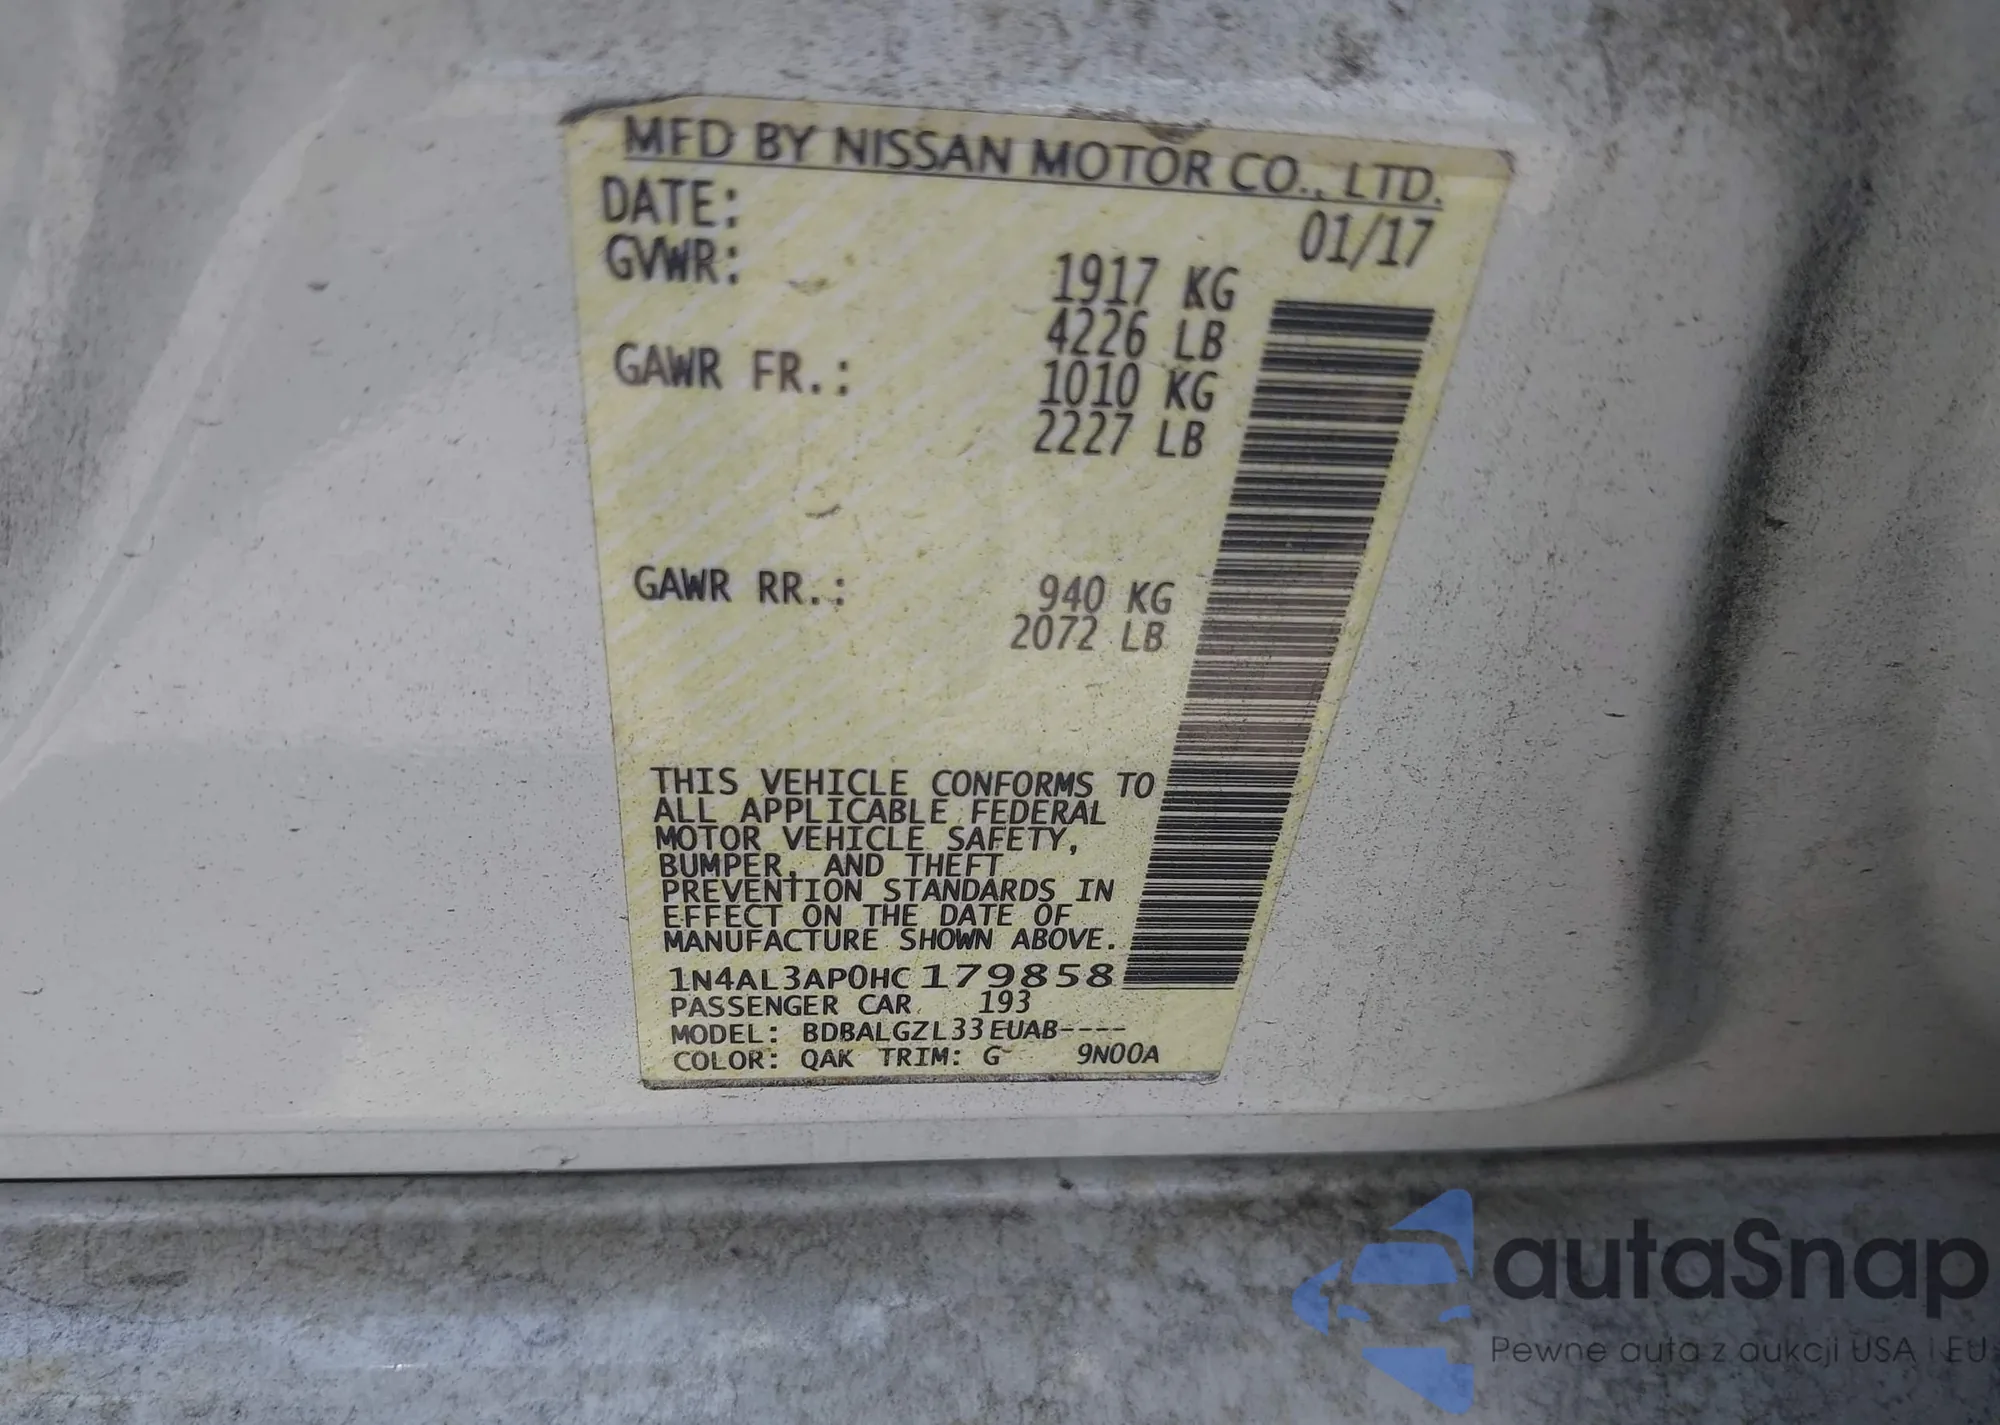 MFD BY NISSAN MOTOR CO., LTD.
DATE: 01/17
GVWR: 1917 KG
4226 LB
GAWR FR.: 1010 KG
2227 LB
GAWR RR.: 940 KG
2072 LB
THIS VEHICLE CONFORMS TO
ALL APPLICABLE FEDERAL
MOTOR VEHICLE SAFETY,
BUMPER, AND THEFT
PREVENTION STANDARDS IN
EFFECT ON THE DATE OF
MANUFACTURE SHOWN ABOVE.
1N4AL3AP0HC179858
PASSENGER CAR 193
MODEL: BDBALGZL33EUAB----
COLOR: QAK TRIM: G 9N00A
autaSnap
Pewne auta z aukcji USA i EU